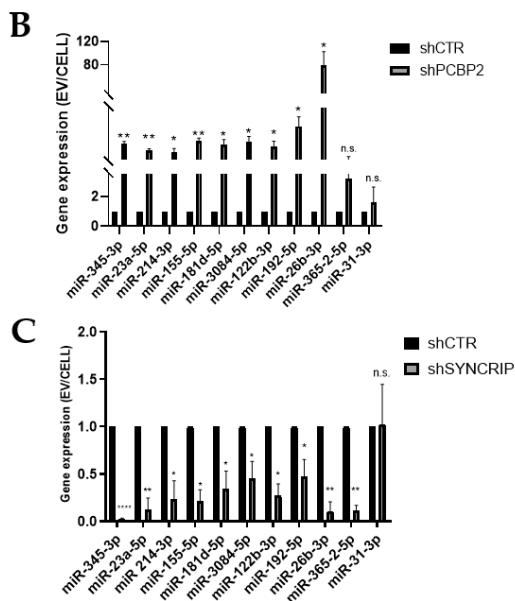 B
120
80
2
0
Gene expression (EV/CELL)
** ** * ** * * * * * n.s. n.s.
shCTR
shPCBP2
miR-345-3p
miR-23a-5p
miR-214-3p
miR-155-5p
miR-181d-5p
miR-3084-5p
miR-122b-3p
miR-192-5p
miR-26b-3p
miR-365-2-5p
miR-31-3p
C
2.0
1.5
1.0
0.5
0.0
Gene expression (EV/CELL)
**** ** * * * * * * ** ** n.s.
shCTR
shSYNCRIP
miR-345-3p
miR-23a-5p
miR 214-3p
miR-155-5p
miR-181d-5p
miR-3084-5p
miR-122b-3p
miR-192-5p
miR-26b-3p
miR-365-2-5p
miR-31-3p